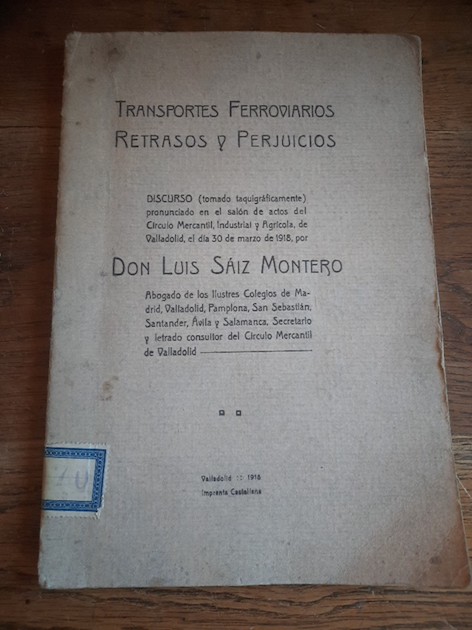 TRANSPORTES FERROVIARIOS
RETRASOS Y PERJUICIOS
DISCURSO (tomado taquigráficamente)
pronunciado en el salón de actos del
Círculo Mercantil, Industrial y Agrícola, de
Valladolid, el día 30 de marzo de 1918, por
DON LUIS SÁIZ MONTERO
Abogado de los Ilustres Colegios de Ma-
drid, Valladolid, Pamplona, San Sebastián,
Santander, Ávila y Salamanca, Secretario
y letrado consultor del Círculo Mercantil
de Valladolid
Valladolid :: 1918
Imprenta Castellana